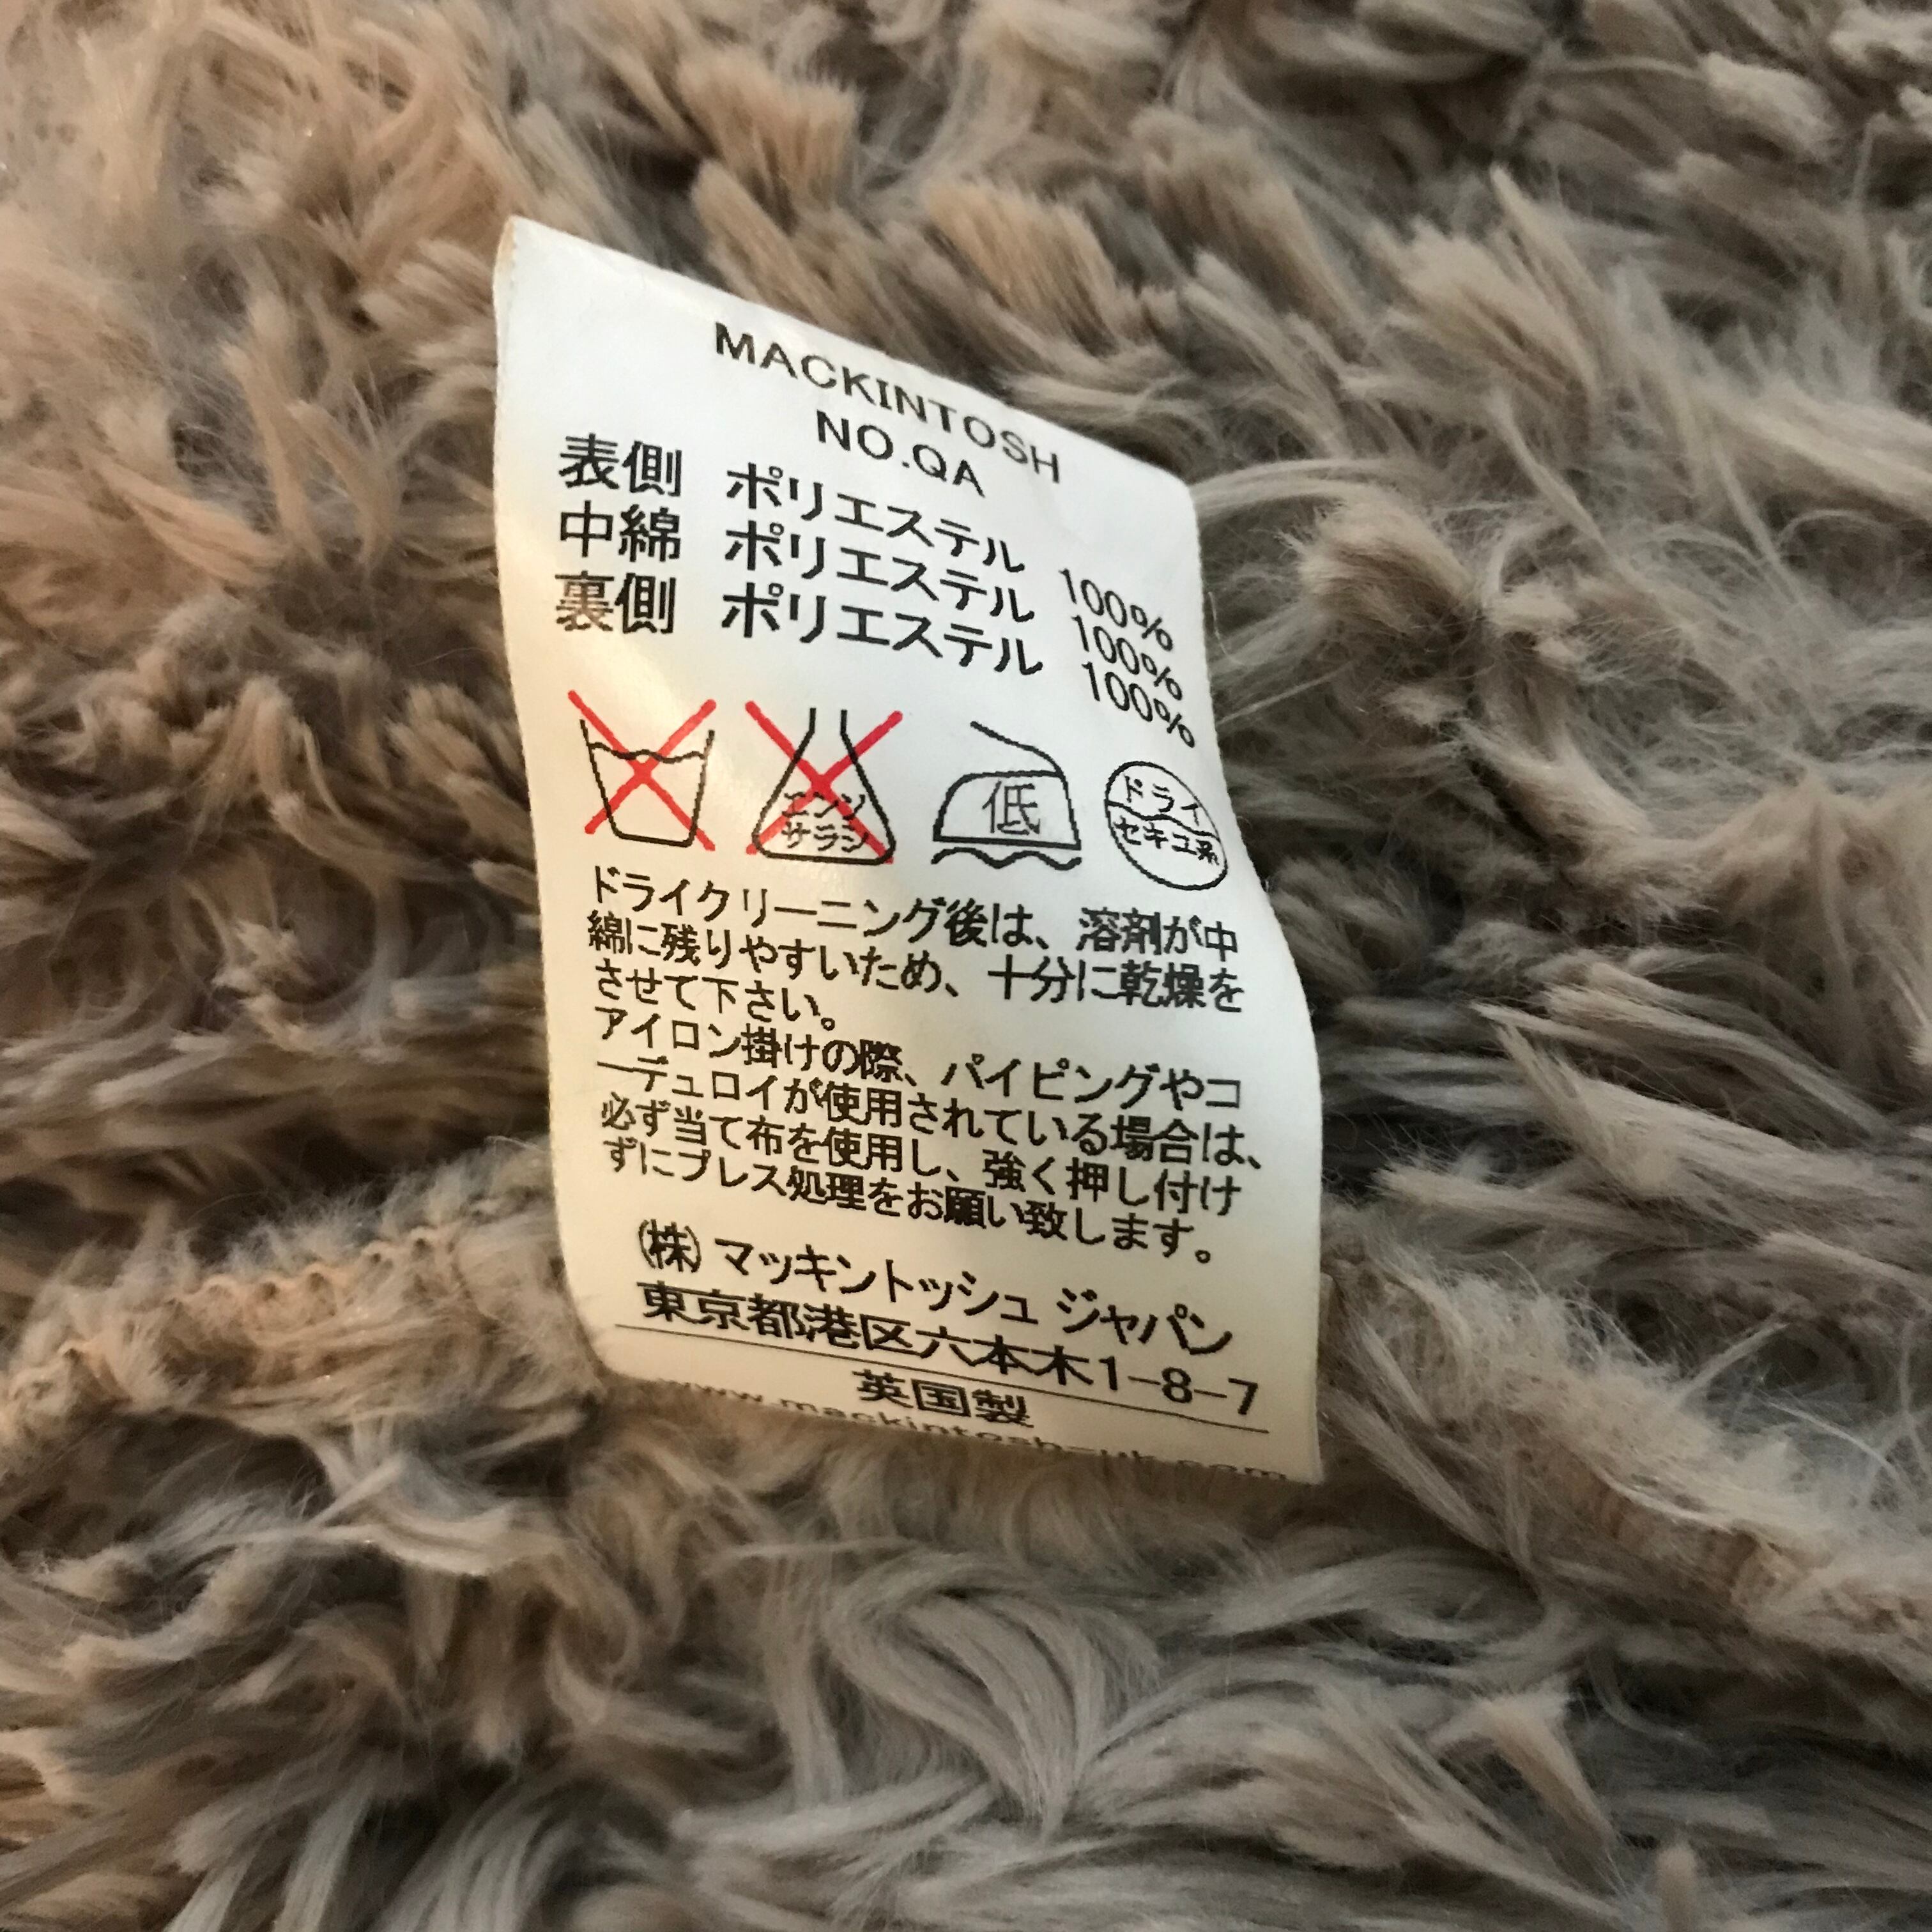 MACKINTOSH
NO.QA
表側 ポリエステル 100%
中綿 ポリエステル 100%
裏側 ポリエステル 100%
エンソ
サラシ
低
ドライ
セキユ系
ドライクリーニング後は、溶剤が中
綿に残りやすいため、十分に乾燥を
させて下さい。
アイロン掛けの際、パイピングやコ
ーデュロイが使用されている場合は、
必ず当て布を使用し、強く押し付け
ずにプレス処理をお願い致します。
(株) マッキントッシュ ジャパン
東京都港区六本木1-8-7
英国製
www.mackintosh-uk.com